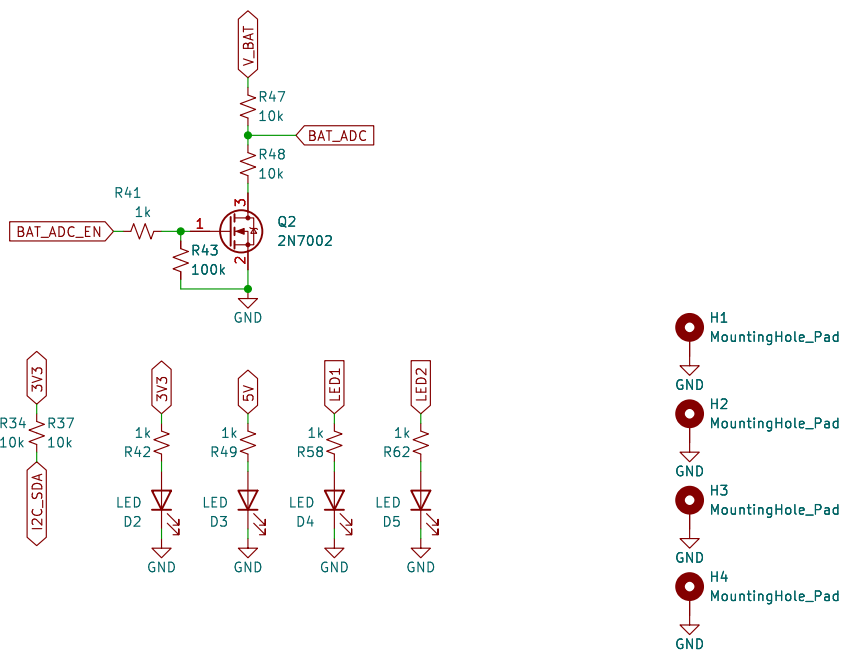 V_BAT
R47
10k
BAT_ADC
R48
10k
R41
1k
3
BAT_ADC_EN
1
Q2
2N7002
R43
100k
2
GND
3V3
R34
10k
R37
10k
I2C_SDA
3V3
1k
R42
LED
D2
GND
5V
1k
R49
LED
D3
GND
LED1
1k
R58
LED
D4
GND
LED2
1k
R62
LED
D5
GND
H1
MountingHole_Pad
GND
H2
MountingHole_Pad
GND
H3
MountingHole_Pad
GND
H4
MountingHole_Pad
GND